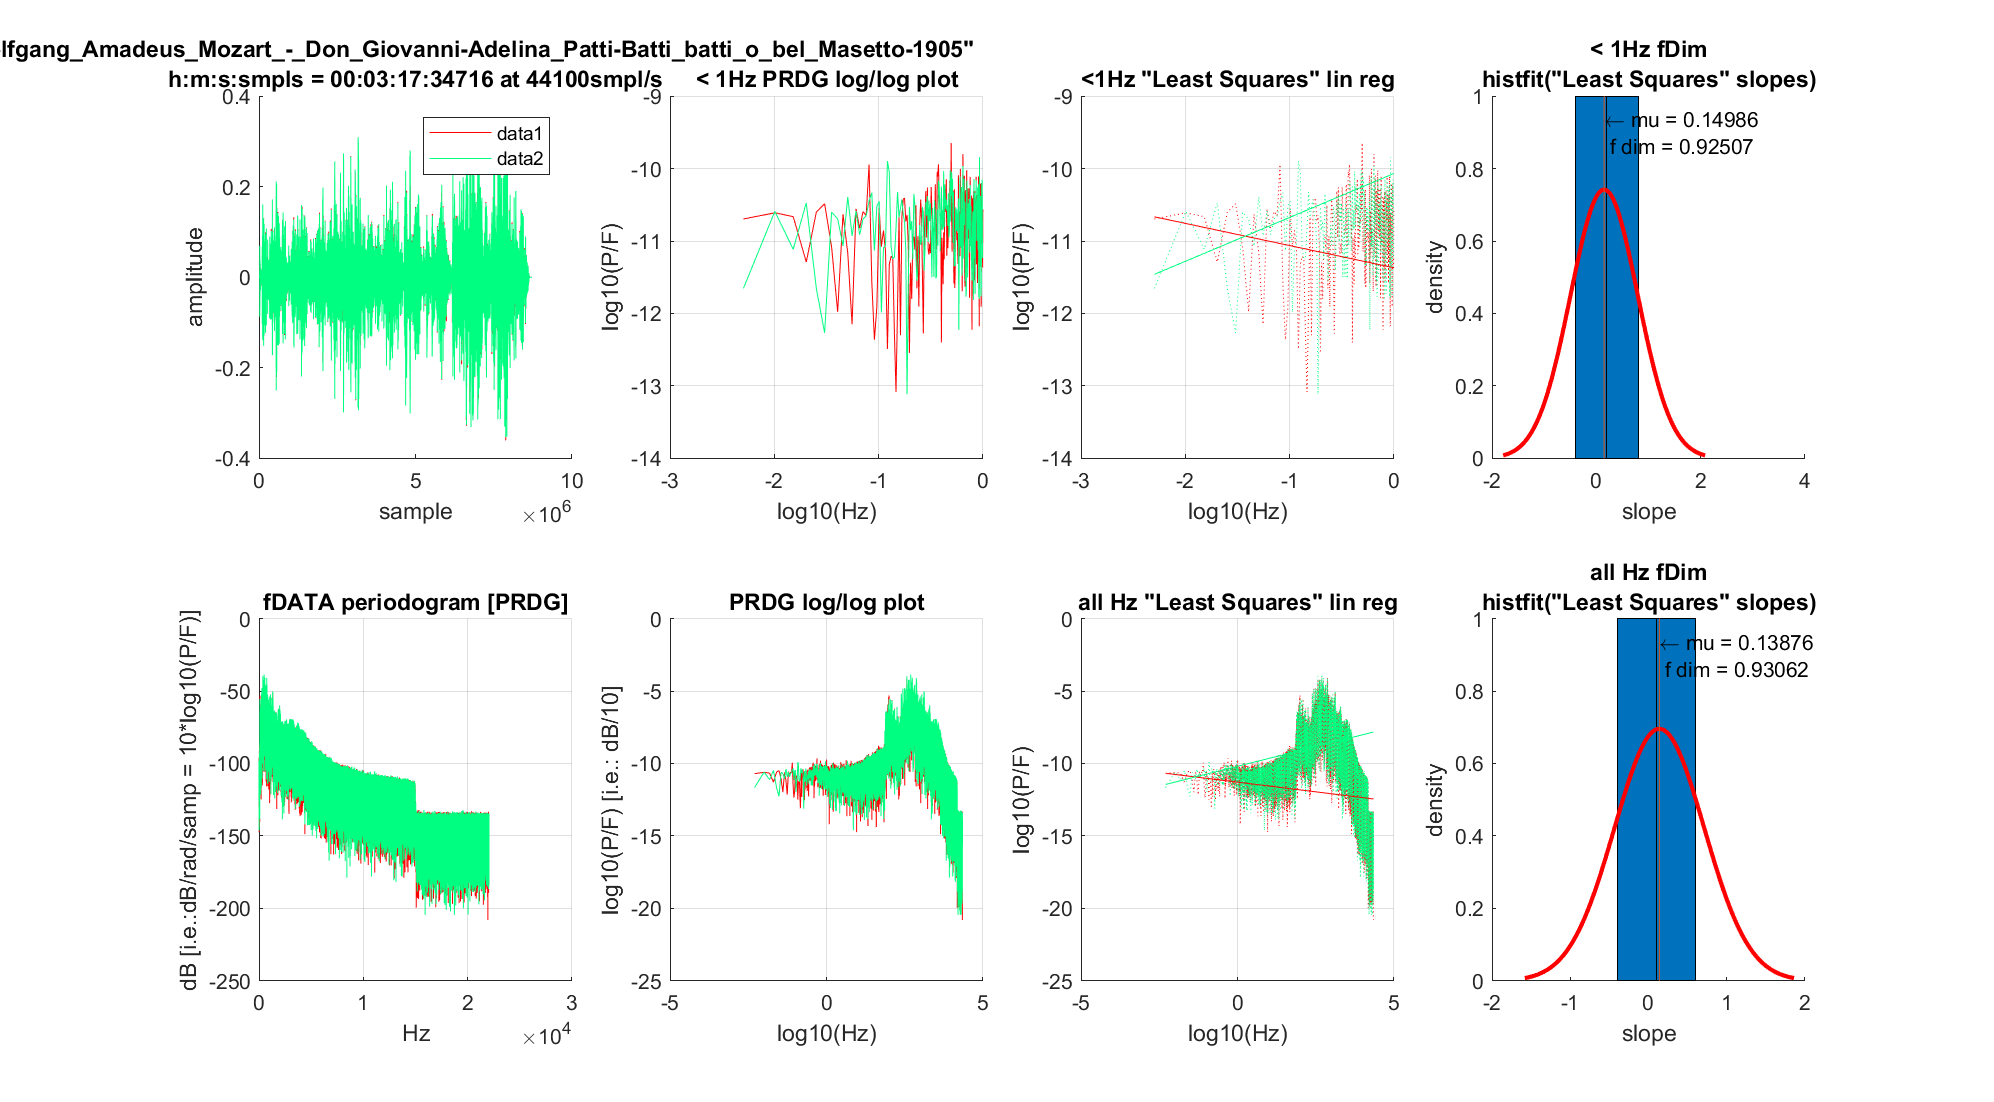 lfgang_Amadeus_Mozart_-_Don_Giovanni-Adelina_Patti-Batti_batti_o_bel_Masetto-1905"
h:m:s:smpls = 00:03:17:34716 at 44100smpl/s
0.4
0.2
0
-0.2
-0.4
amplitude
data1
data2
0
5
10
sample
×10^6
< 1Hz PRDG log/log plot
-9
-10
-11
-12
-13
-14
log10(P/F)
-3
-2
-1
0
log10(Hz)
<1Hz "Least Squares" lin reg
-9
-10
-11
-12
-13
-14
log10(P/F)
-3
-2
-1
0
log10(Hz)
< 1Hz fDim
histfit("Least Squares" slopes)
1
0.8
0.6
0.4
0.2
0
density
← mu = 0.14986
f dim = 0.92507
-2
0
2
4
slope
fDATA periodogram [PRDG]
0
-50
-100
-150
-200
-250
dB [i.e.:dB/rad/samp = 10*log10(P/F)]
0
1
2
3
Hz
×10^4
PRDG log/log plot
0
-5
-10
-15
-20
-25
log10(P/F) [i.e.: dB/10]
-5
0
5
log10(Hz)
all Hz "Least Squares" lin reg
0
-5
-10
-15
-20
-25
log10(P/F)
-5
0
5
log10(Hz)
all Hz fDim
histfit("Least Squares" slopes)
1
0.8
0.6
0.4
0.2
0
density
← mu = 0.13876
f dim = 0.93062
-2
-1
0
1
2
slope